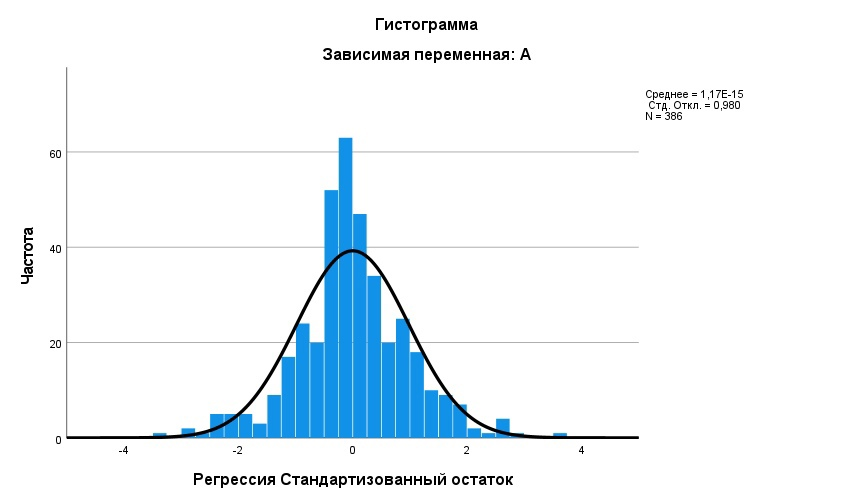 Гистограмма
Зависимая переменная: A
Среднее = 1,17E-15
Стд. Откл. = 0,980
N = 386
Частота
60
40
20
0
-4
-2
0
2
4
Регрессия Стандартизованный остаток